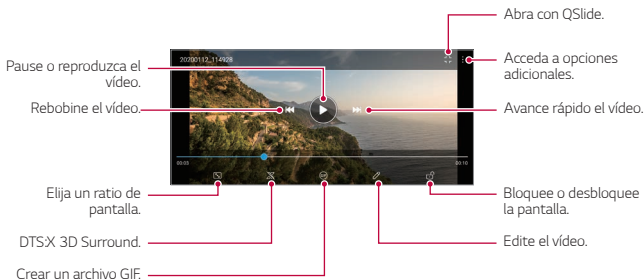 Abra con QSlide.
Pause o reproduzca el
vídeo.
20200112_114928
Acceda a opciones
adicionales.
Rebobine el vídeo.
Avance rápido el vídeo.
00:03
00:10
Elija un ratio de
pantalla.
Bloquee o desbloquee
la pantalla.
DTS:X 3D Surround.
Edite el vídeo.
Crear un archivo GIF.